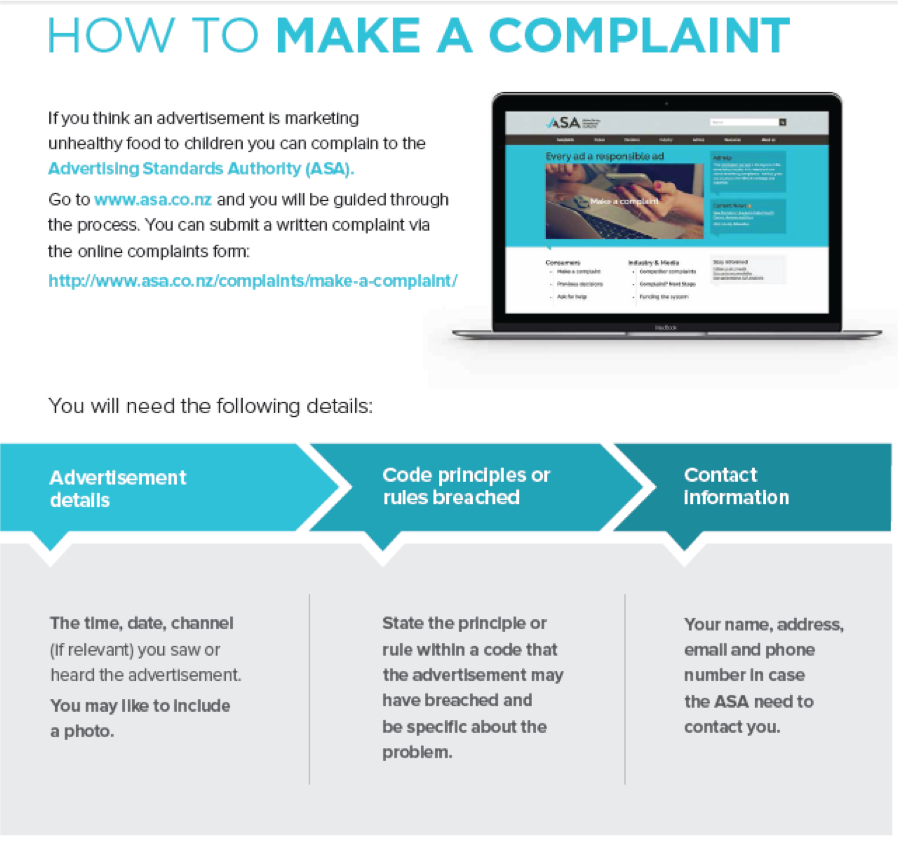 HOW TO MAKE A COMPLAINT
If you think an advertisement is marketing
unhealthy food to children you can complain to the
Advertising Standards Authority (ASA).
Go to www.asa.co.nz and you will be guided through
the process. You can submit a written complaint via
the online complaints form:
http://www.asa.co.nz/complaints/make-a-complaint/
ASA
Every ad a responsible ad
Make a complaint
Consumers
Make a complaint
Previous decisions
Ask for help
Industry & Media
Competitor complaints
Complaint? Next Steps
Funding the system
Stay Informed
MacBook
You will need the following details:
Advertisement
details
Code principles or
rules breached
Contact
information
The time, date, channel
(if relevant) you saw or
heard the advertisement.
You may like to include
a photo.
State the principle or
rule within a code that
the advertisement may
have breached and
be specific about the
problem.
Your name, address,
email and phone
number in case
the ASA need to
contact you.